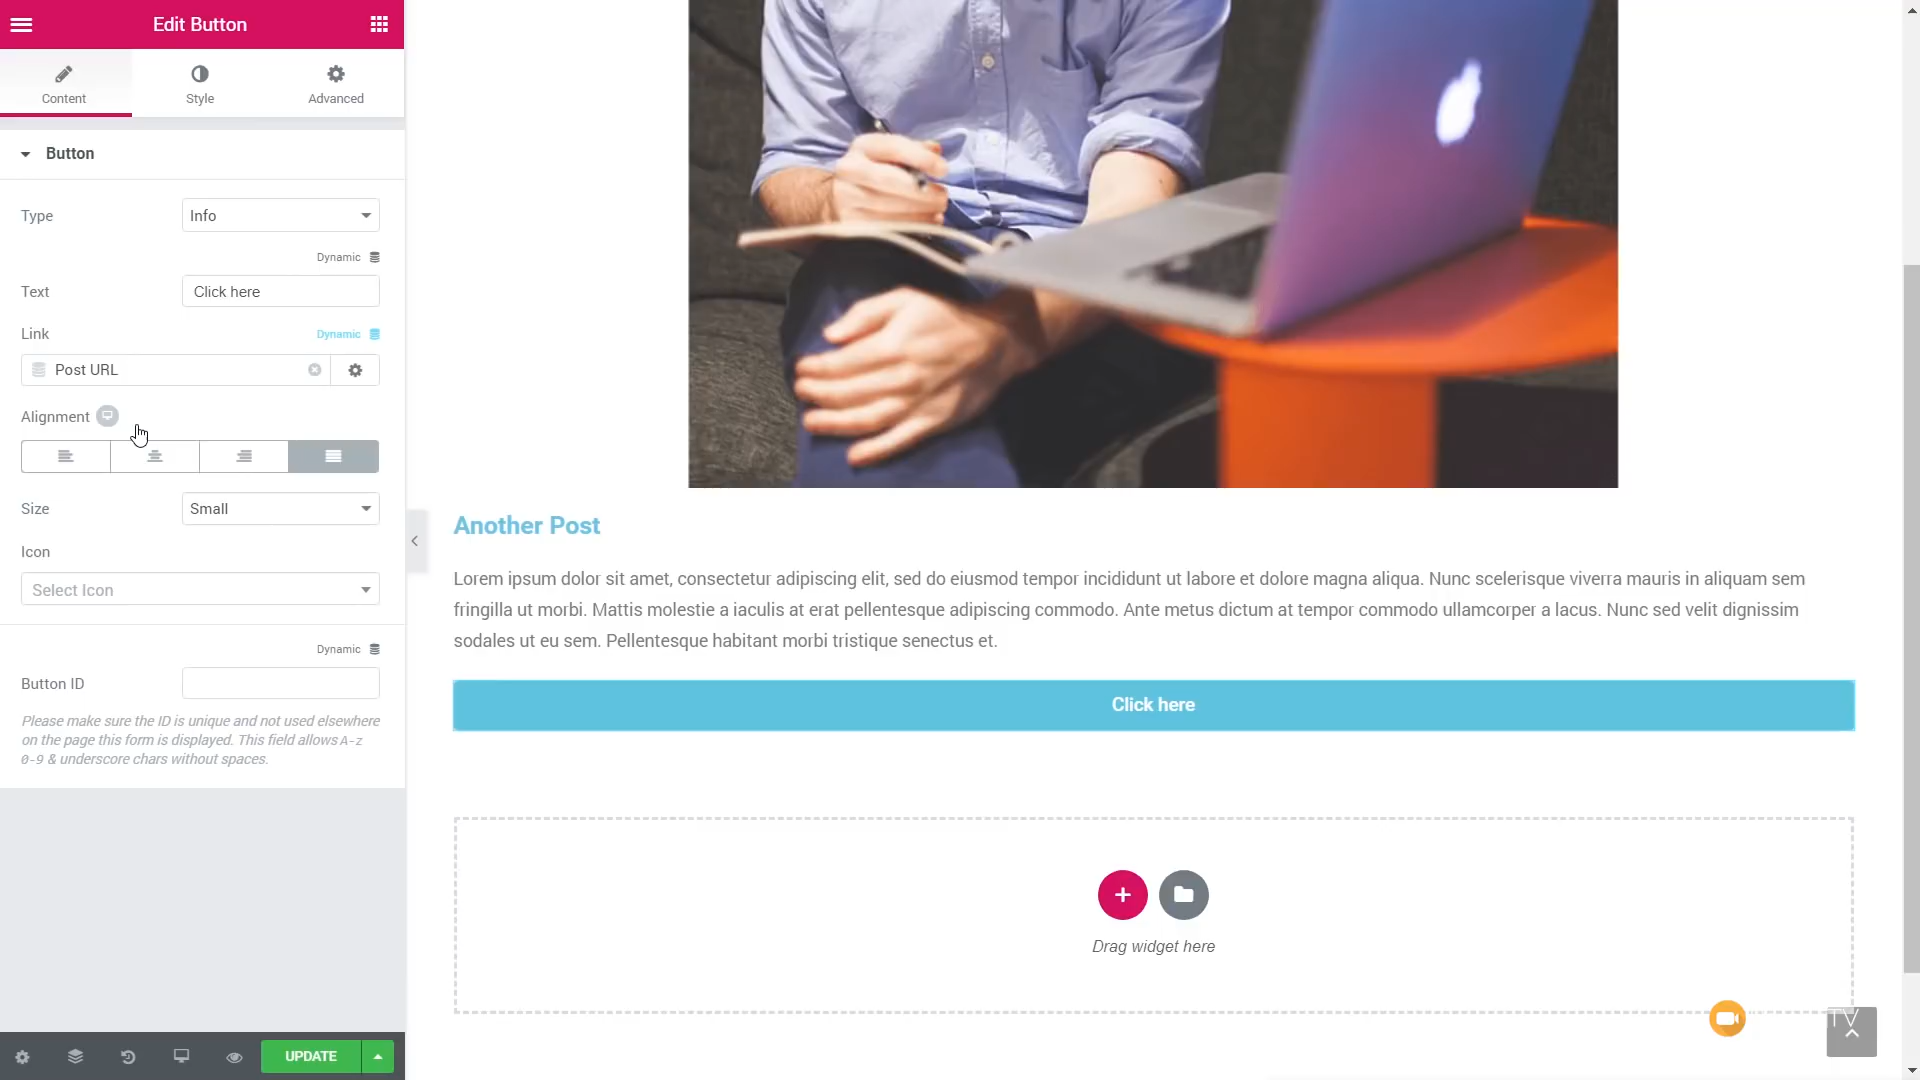 Edit Button
Content
Style
Advanced
Button
Type
Info
Dynamic
Text
Click here
Link
Dynamic
Post URL
Alignment
Size
Small
Icon
Select Icon
Dynamic
Button ID
Please make sure the ID is unique and not used elsewhere
on the page this form is displayed. This field allows A-z
0-9 & underscore chars without spaces.
UPDATE
Another Post
Lorem ipsum dolor sit amet, consectetur adipiscing elit, sed do eiusmod tempor incididunt ut labore et dolore magna aliqua. Nunc scelerisque viverra mauris in aliquam sem
fringilla ut morbi. Mattis molestie a iaculis at erat pellentesque adipiscing commodo. Ante metus dictum at tempor commodo ullamcorper a lacus. Nunc sed velit dignissim
sodales ut eu sem. Pellentesque habitant morbi tristique senectus et.
Click here
Drag widget here
TV